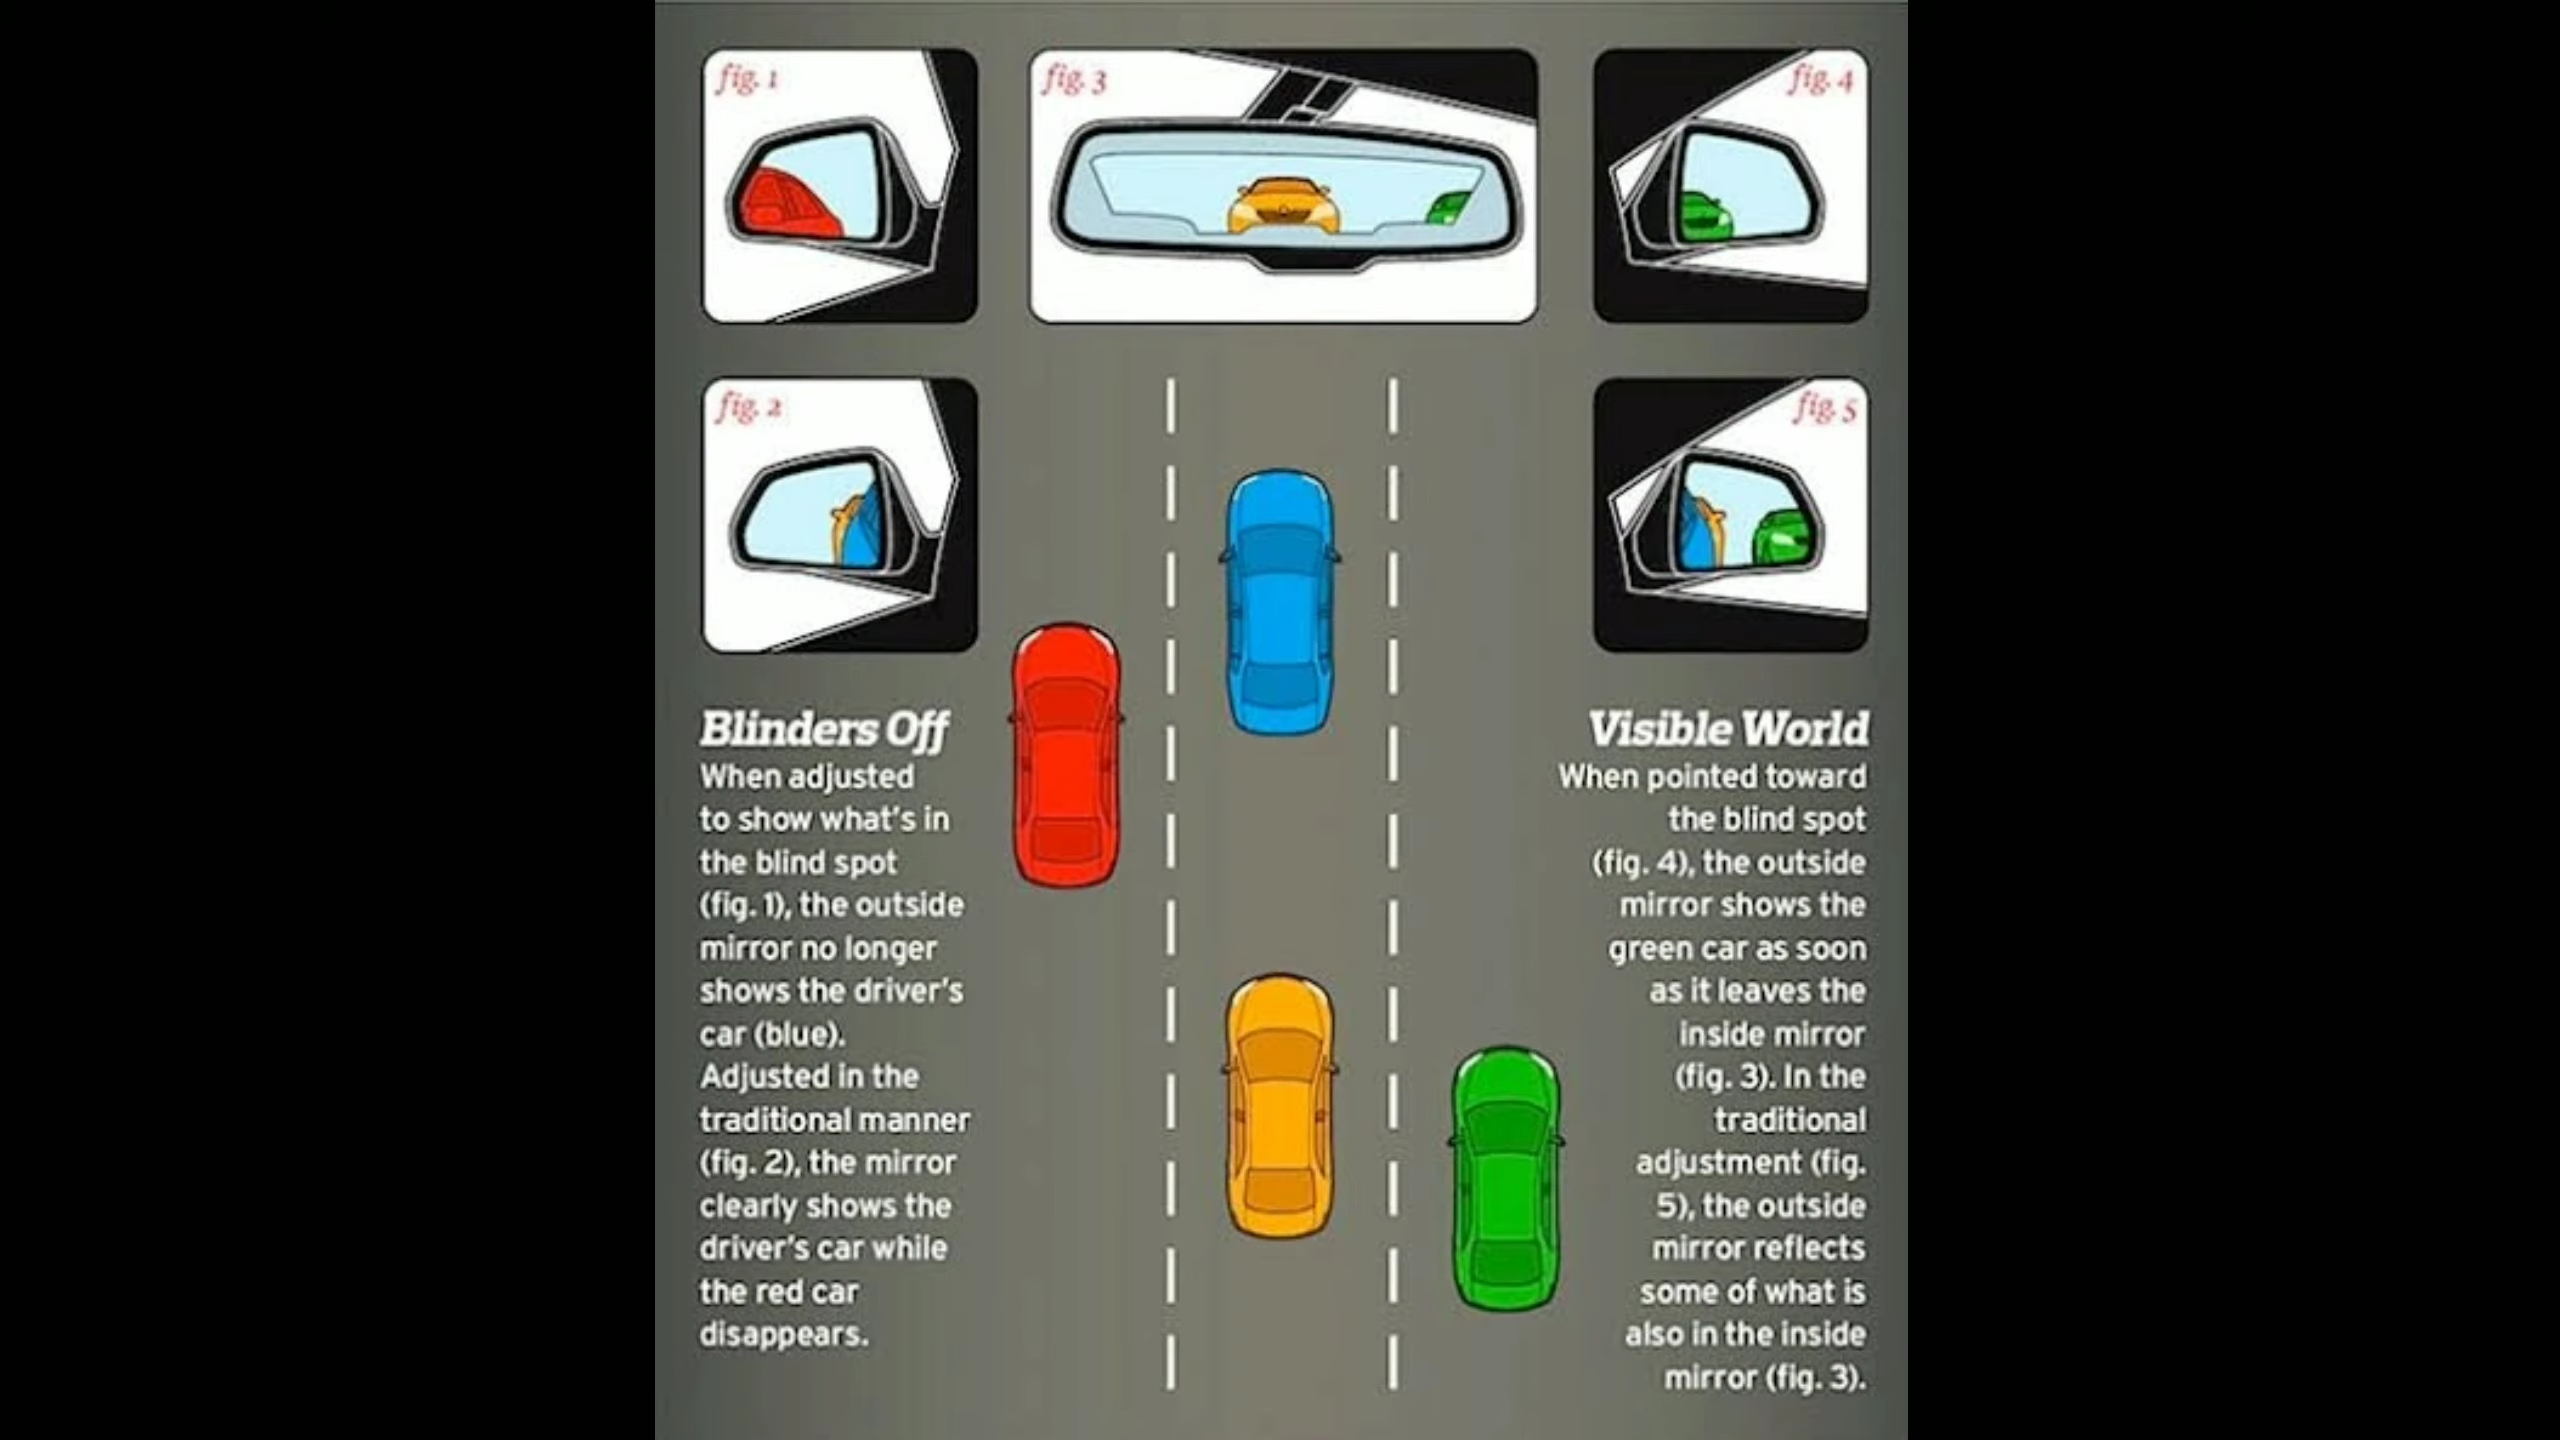 fig. 1
fig. 3
fig. 4
fig. 2
fig. 5
Blinders Off
When adjusted
to show what's in
the blind spot
(fig. 1), the outside
mirror no longer
shows the driver's
car (blue).
Adjusted in the
traditional manner
(fig. 2), the mirror
clearly shows the
driver's car while
the red car
disappears.
Visible World
When pointed toward
the blind spot
(fig. 4), the outside
mirror shows the
green car as soon
as it leaves the
inside mirror
(fig. 3). In the
traditional
adjustment (fig.
5), the outside
mirror reflects
some of what is
also in the inside
mirror (fig. 3).